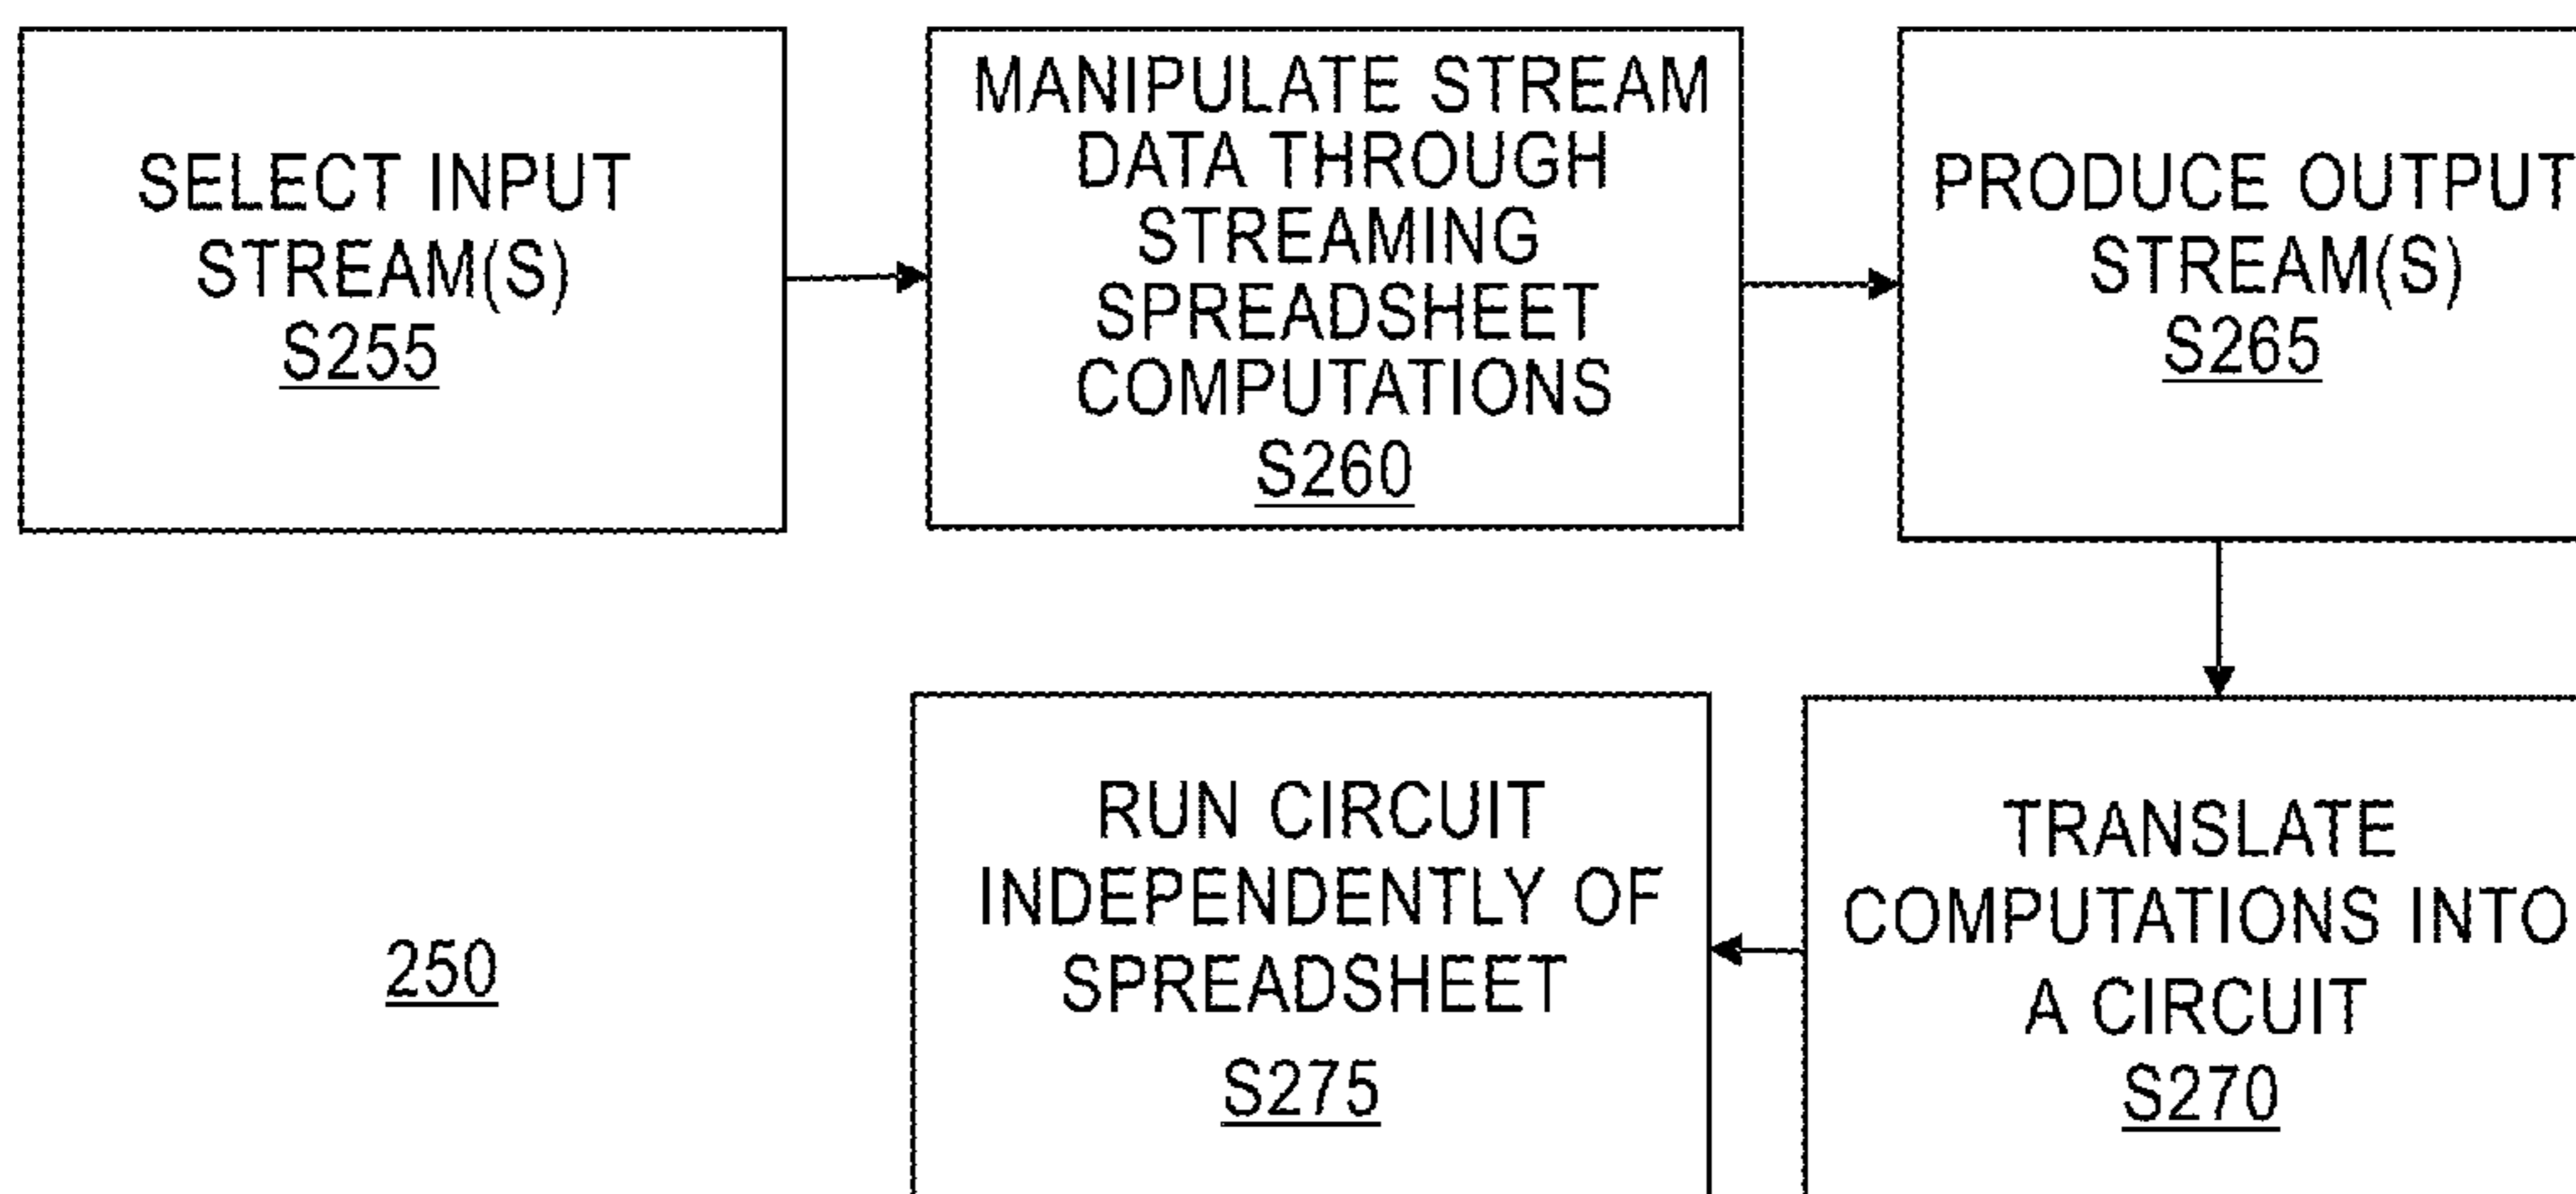 SELECT INPUT
STREAM(S)
S255
MANIPULATE STREAM
DATA THROUGH
STREAMING
SPREADSHEET
COMPUTATIONS
S260
PRODUCE OUTPUT
STREAM(S)
S265
TRANSLATE
COMPUTATIONS INTO
A CIRCUIT
S270
RUN CIRCUIT
INDEPENDENTLY OF
SPREADSHEET
S275
250